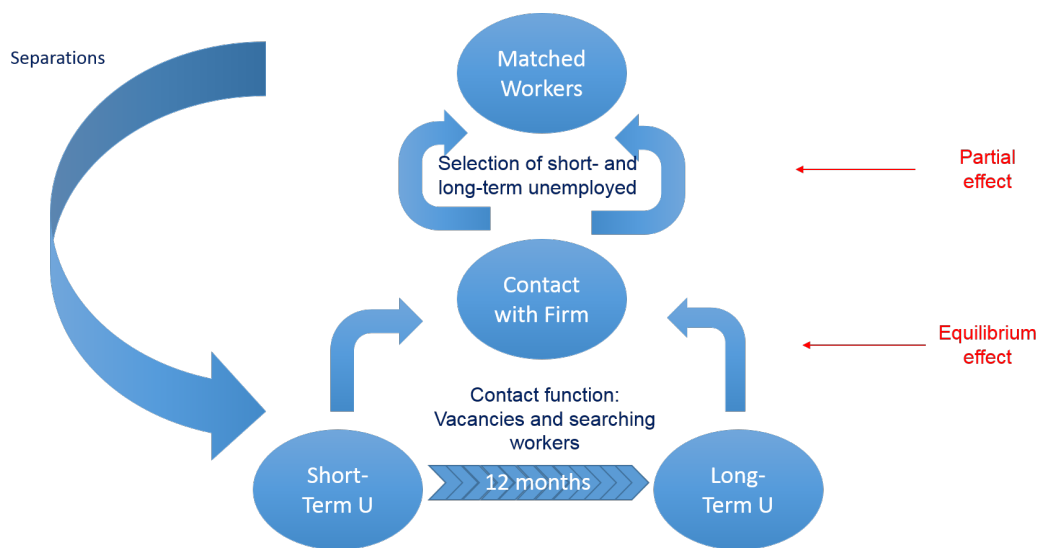 Separations
Matched
Workers
Selection of short- and
long-term unemployed
Partial
effect
Contact
with Firm
Equilibrium
effect
Contact function:
Vacancies and searching
workers
Short-
Term U
12 months
Long-
Term U